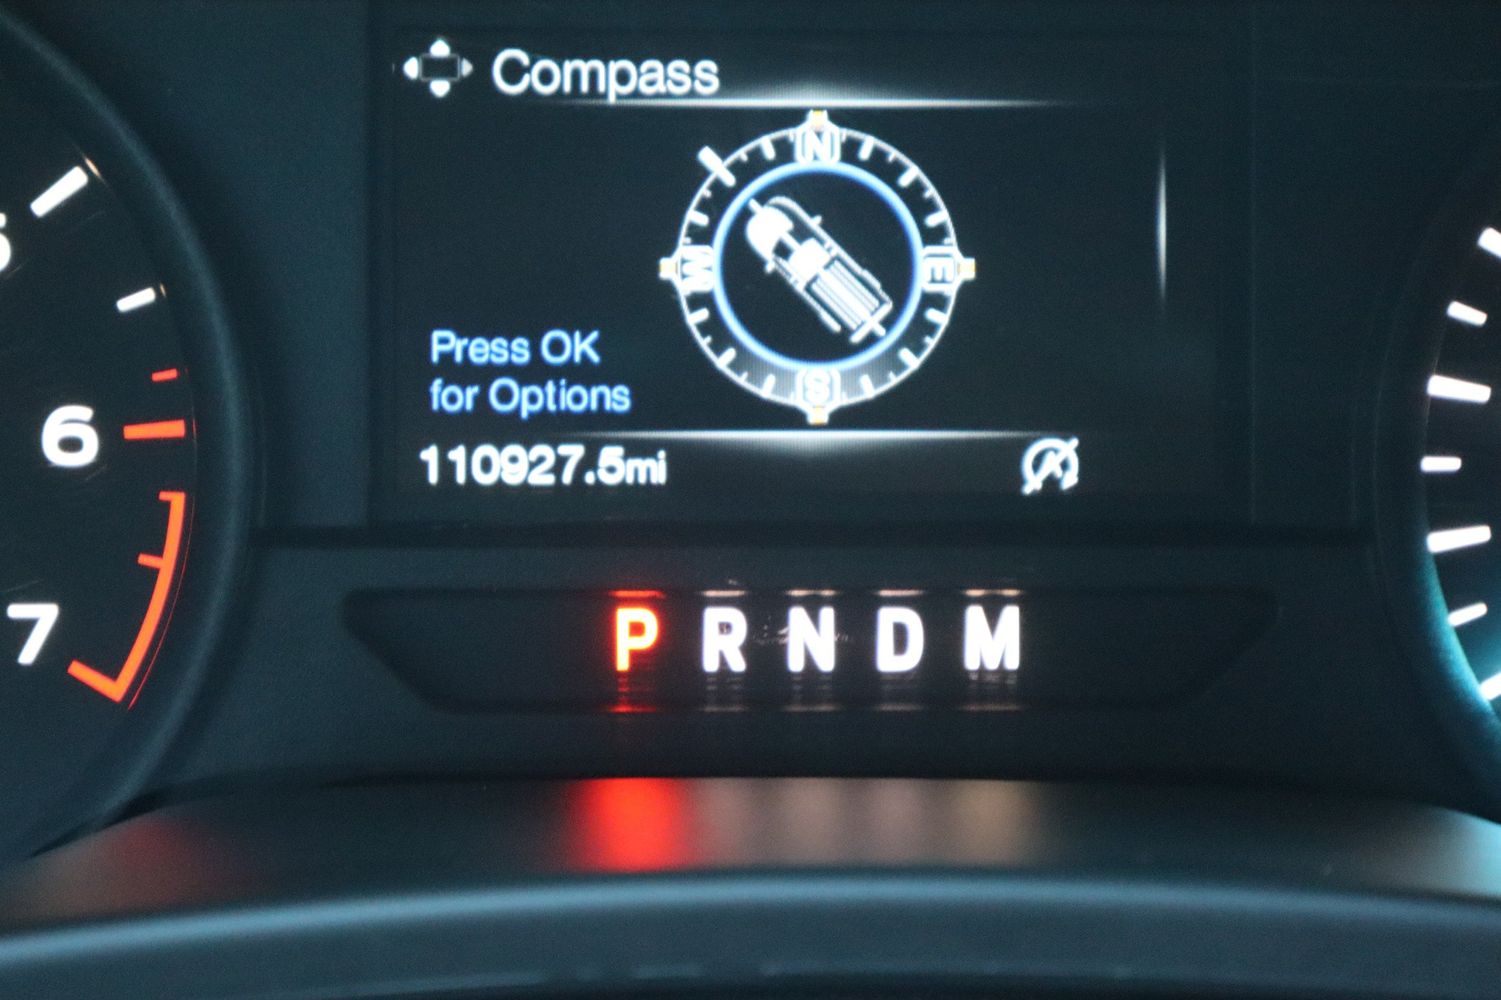 Compass
N
W
E
S
Press OK
for Options
110927.5mi
6
7
P R N D M